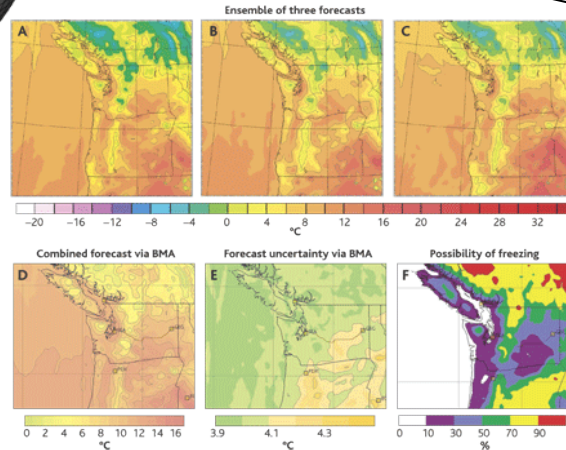 Ensemble of three forecasts
A B C
−20 −16 −12 −8 −4 0 4 8 12 16 20 24 28 32
°C
Combined forecast via BMA Forecast uncertainty via BMA Possibility of freezing
D E F
0 2 4 6 8 10 12 14 16 3.9 4.1 4.3 0 10 30 50 70 90
°C °C %